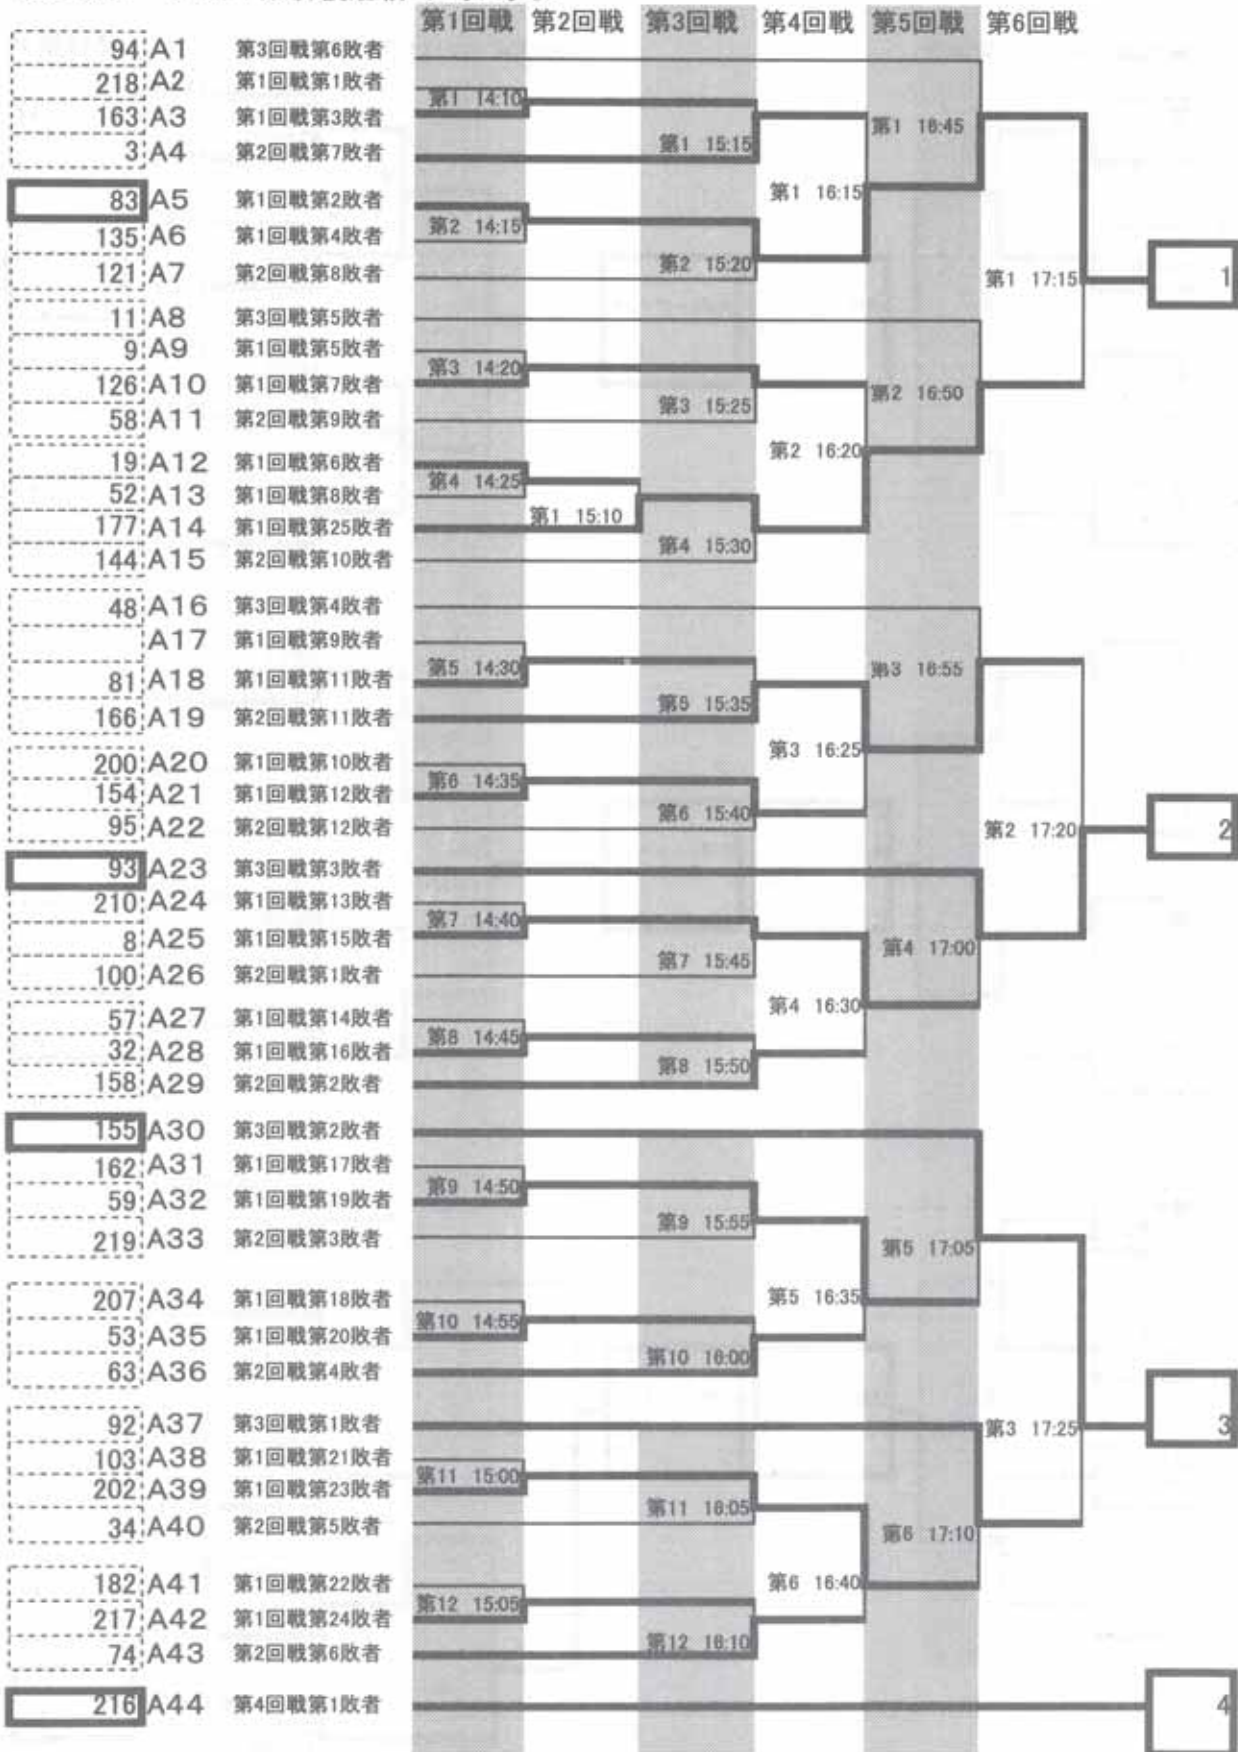 第1回戦 第2回戦 第3回戦 第4回戦 第5回戦 第6回戦
94 A1 第3回戦第6敗者
218 A2 第1回戦第1敗者
第1 14:10
163 A3 第1回戦第3敗者
第1 16:45
3 A4 第2回戦第7敗者
第1 15:15
83 A5 第1回戦第2敗者
第1 16:15
135 A6 第1回戦第4敗者
第2 14:15
121 A7 第2回戦第8敗者
第2 15:20
第1 17:15
1
11 A8 第3回戦第5敗者
9 A9 第1回戦第5敗者
第3 14:20
126 A10 第1回戦第7敗者
第2 16:50
58 A11 第2回戦第9敗者
第3 15:25
19 A12 第1回戦第6敗者
第2 16:20
52 A13 第1回戦第8敗者
第4 14:25
177 A14 第1回戦第25敗者
第1 15:10
144 A15 第2回戦第10敗者
第4 15:30
48 A16 第3回戦第4敗者
A17 第1回戦第9敗者
第5 14:30
第3 16:55
81 A18 第1回戦第11敗者
166 A19 第2回戦第11敗者
第5 15:35
第3 16:25
200 A20 第1回戦第10敗者
第6 14:35
154 A21 第1回戦第12敗者
95 A22 第2回戦第12敗者
第6 15:40
第2 17:20
2
93 A23 第3回戦第3敗者
210 A24 第1回戦第13敗者
第7 14:40
8 A25 第1回戦第15敗者
第4 17:00
100 A26 第2回戦第1敗者
第7 15:45
第4 16:30
57 A27 第1回戦第14敗者
第8 14:45
32 A28 第1回戦第16敗者
158 A29 第2回戦第2敗者
第8 15:50
155 A30 第3回戦第2敗者
162 A31 第1回戦第17敗者
第9 14:50
59 A32 第1回戦第19敗者
第9 15:55
219 A33 第2回戦第3敗者
第5 17:05
207 A34 第1回戦第18敗者
第5 16:35
第10 14:55
53 A35 第1回戦第20敗者
63 A36 第2回戦第4敗者
第10 16:00
92 A37 第3回戦第1敗者
第3 17:25
3
103 A38 第1回戦第21敗者
第11 15:00
202 A39 第1回戦第23敗者
第11 16:05
34 A40 第2回戦第5敗者
第6 17:10
182 A41 第1回戦第22敗者
第6 16:40
第12 15:05
217 A42 第1回戦第24敗者
74 A43 第2回戦第6敗者
第12 16:10
216 A44 第4回戦第1敗者
4